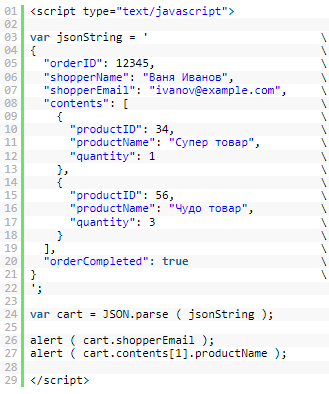 01 <script type="text/javascript">
02
03 var jsonString = ' \
04 { \
05   "orderID": 12345, \
06   "shopperName": "Ваня Иванов", \
07   "shopperEmail": "ivanov@example.com", \
08   "contents": [ \
09     { \
10       "productID": 34, \
11       "productName": "Супер товар", \
12       "quantity": 1 \
13     }, \
14     { \
15       "productID": 56, \
16       "productName": "Чудо товар", \
17       "quantity": 3 \
18     } \
19   ], \
20   "orderCompleted": true \
21 } \
22 ';
23
24 var cart = JSON.parse ( jsonString );
25
26 alert ( cart.shopperEmail );
27 alert ( cart.contents[1].productName );
28
29 </script>